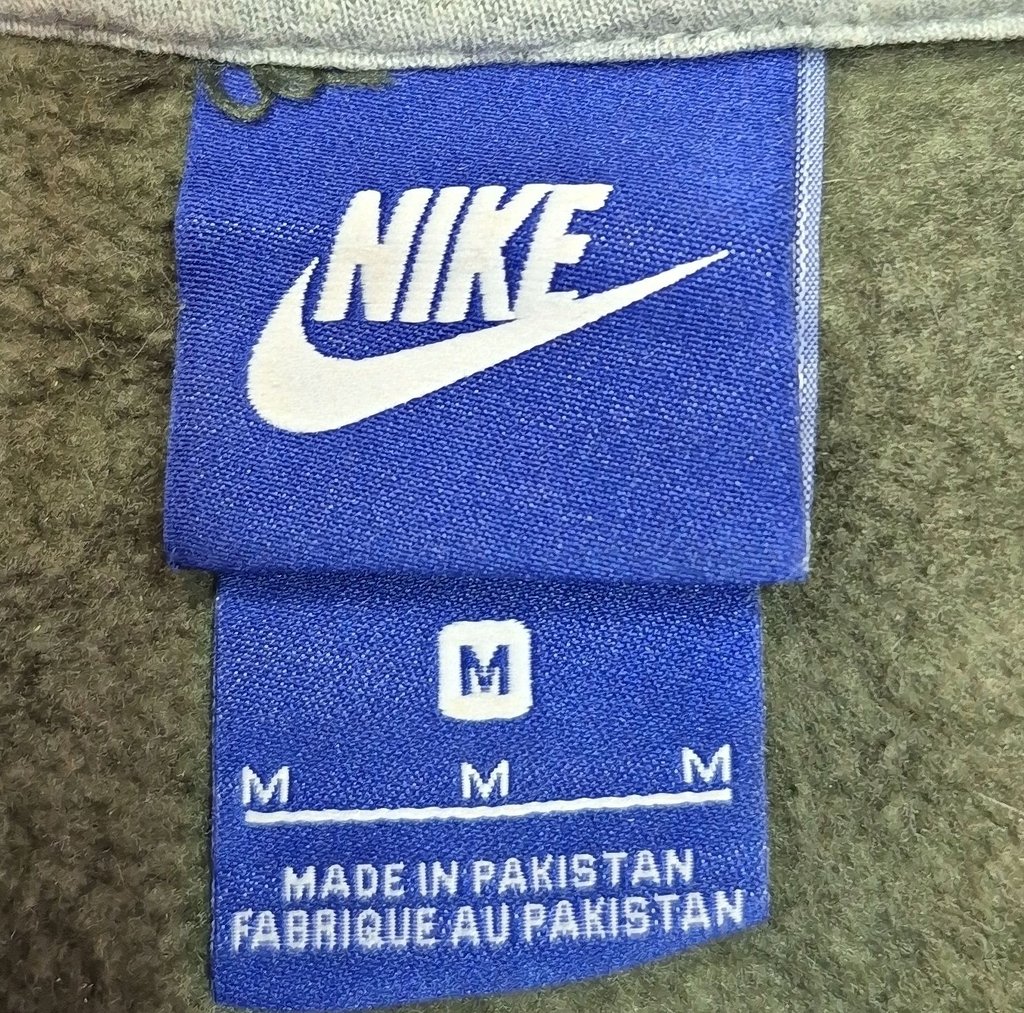 NIKE
M
M M M
MADE IN PAKISTAN
FABRIQUE AU PAKISTAN